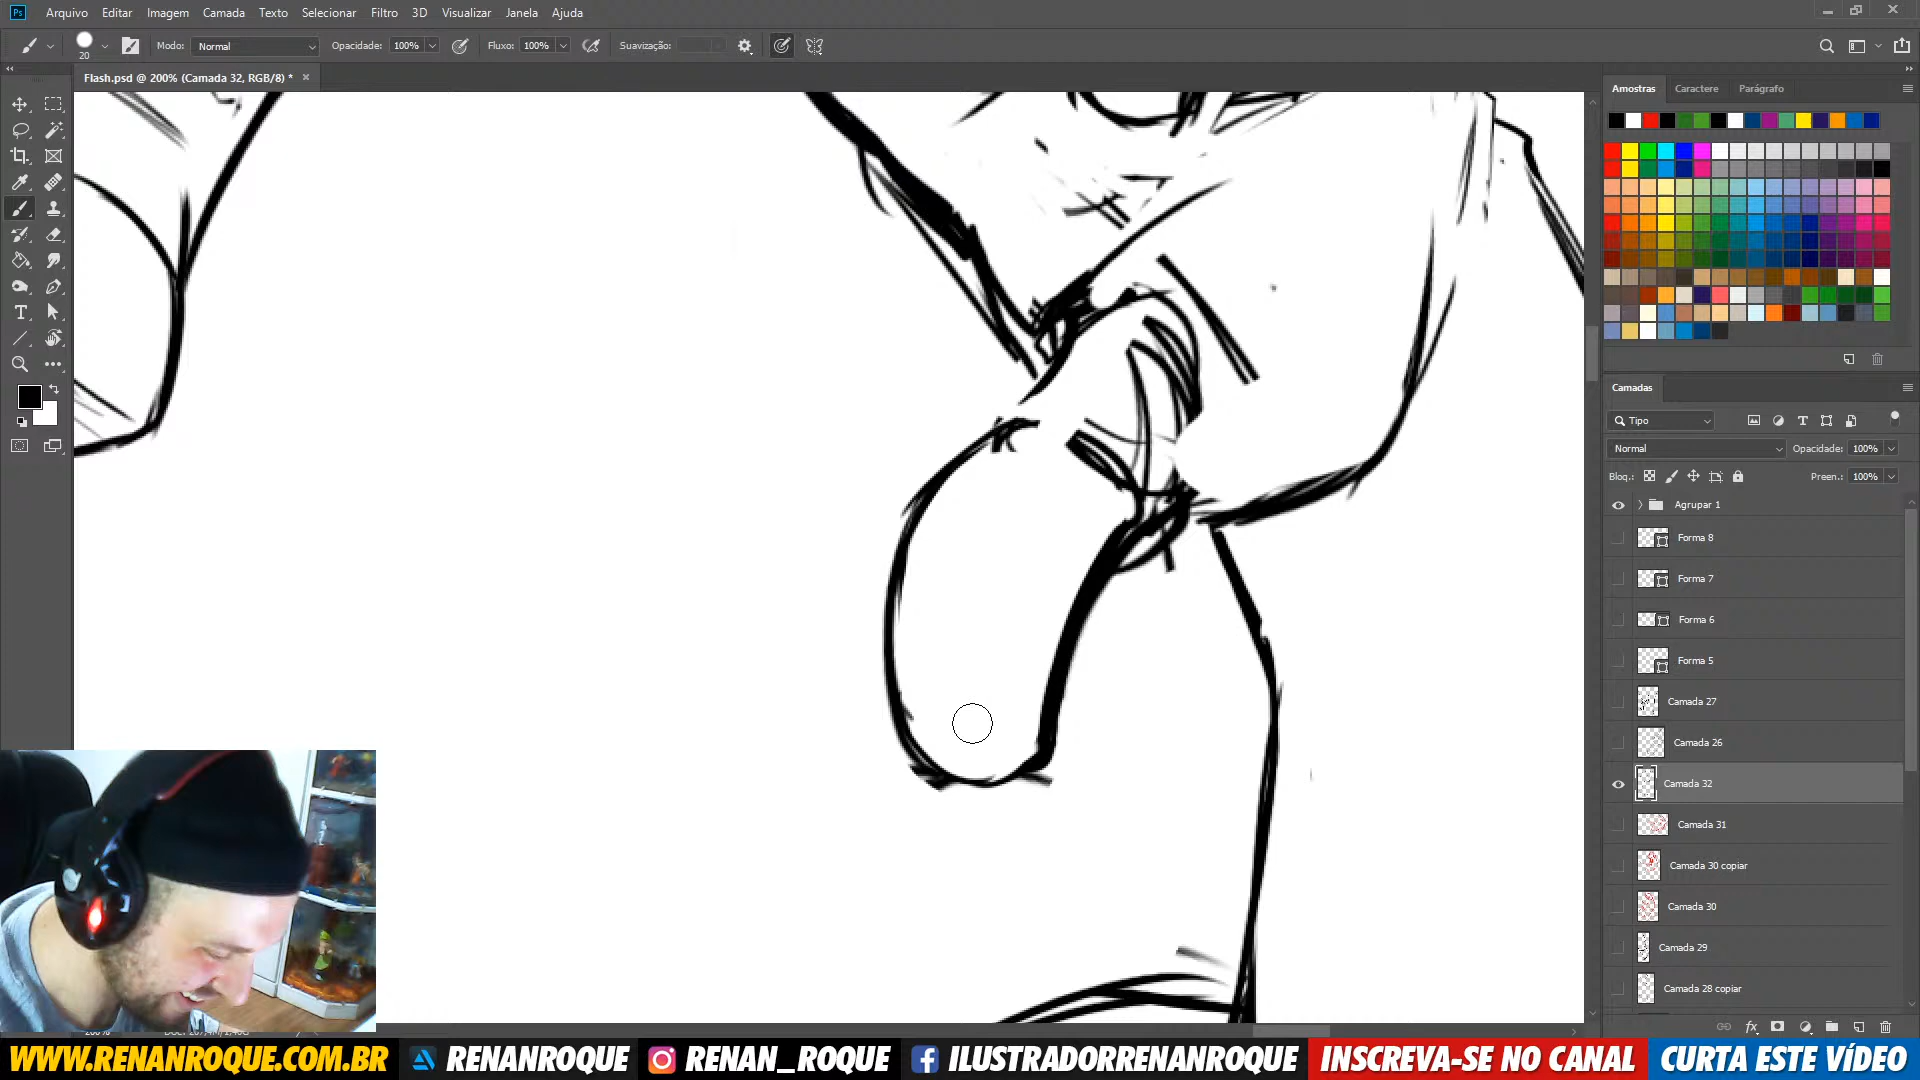 Arquivo Editar Imagem Camada Texto Selecionar Filtro 3D Visualizar Janela Ajuda
20 Modo: Normal Opacidade: 100% Fluxo: 100% Suavização:
Flash.psd @ 200% (Camada 32, RGB/8) *
Amostras Caractere Parágrafo
Camadas
Tipo
Normal Opacidade: 100%
Bloq.: Preen.: 100%
Agrupar 1
Forma 8
Forma 7
Forma 6
Forma 5
Camada 27
Camada 26
Camada 32
Camada 31
Camada 30 copiar
Camada 30
Camada 29
Camada 28 copiar
WWW.RENANROQUE.COM.BR RENANROQUE RENAN_ROQUE ILUSTRADORRENANROQUE INSCREVA-SE NO CANAL CURTA ESTE VÍDEO